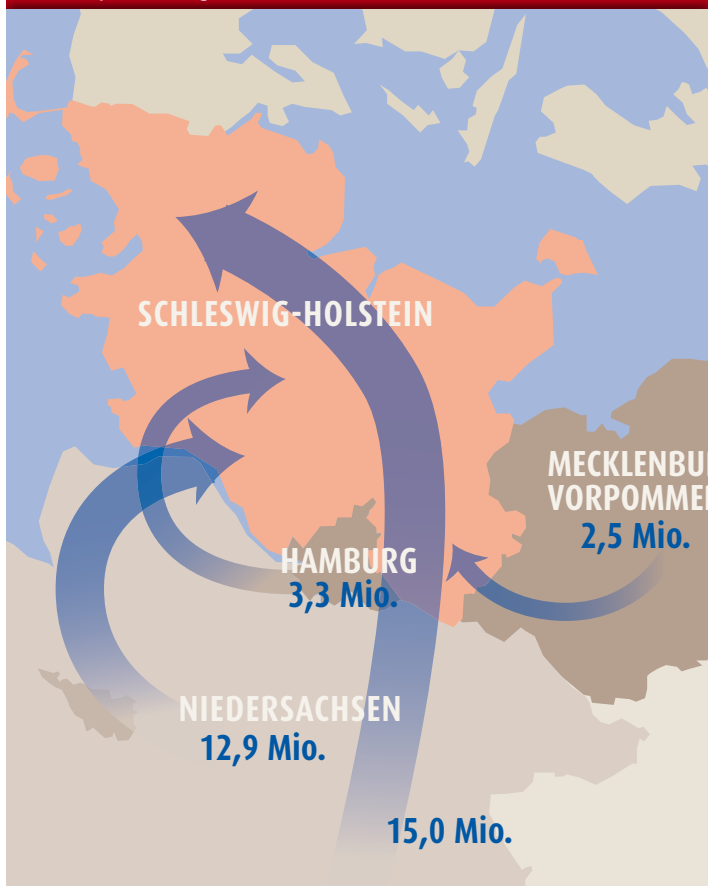 SCHLESWIG-HOLSTEIN
MECKLENBU
VORPOMME
2,5 Mio.
HAMBURG
3,3 Mio.
NIEDERSACHSEN
12,9 Mio.
15,0 Mio.